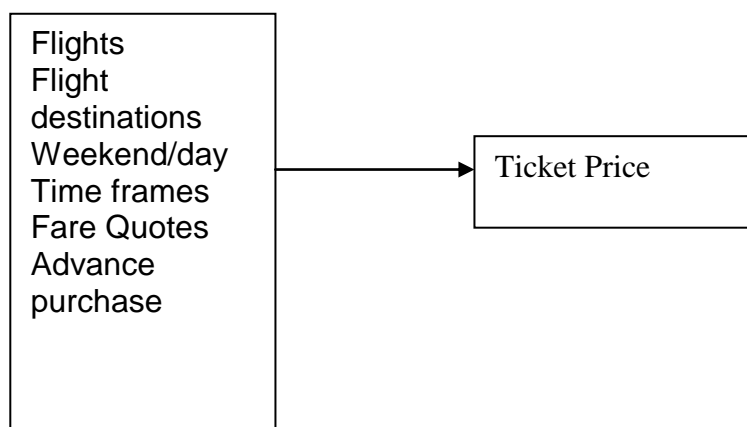 Flights
Flight
destinations
Weekend/day
Time frames
Fare Quotes
Advance
purchase
Ticket Price